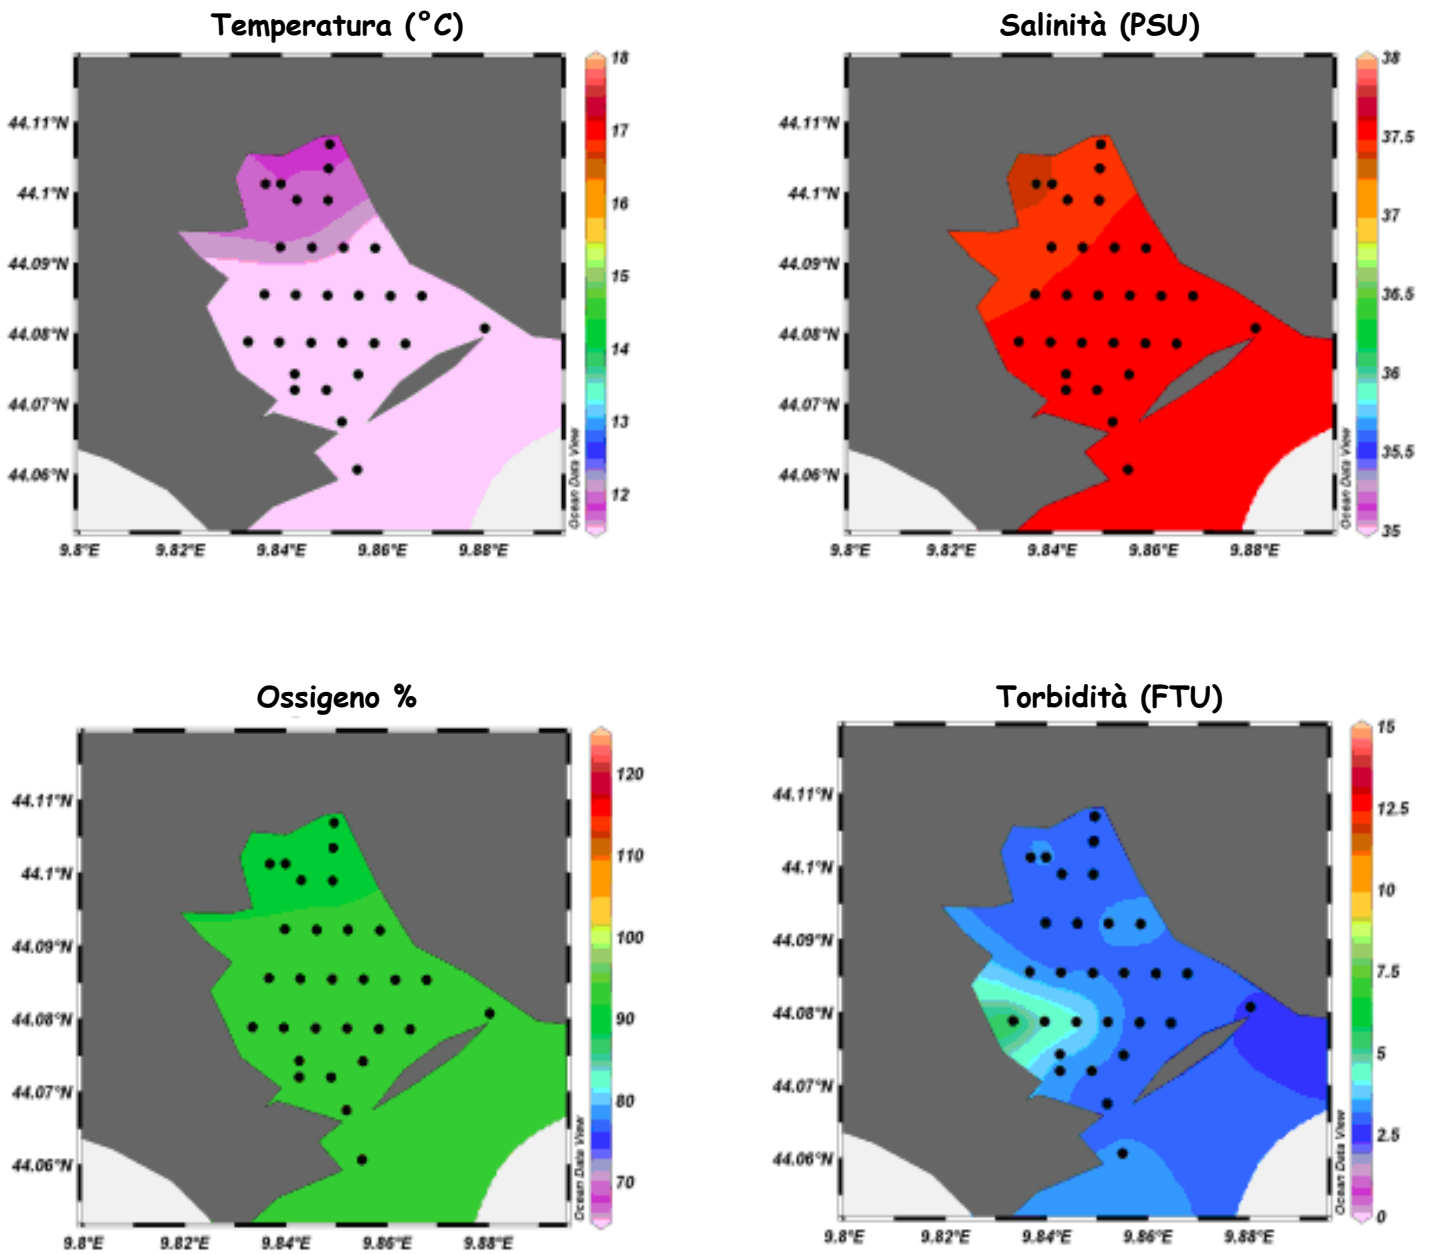 Temperatura (°C)
18
17
16
15
14
13
12
44.11°N
44.1°N
44.09°N
44.08°N
44.07°N
44.06°N
9.8°E
9.82°E
9.84°E
9.86°E
9.88°E
Ocean Data View
Salinità (PSU)
38
37.5
37
36.5
36
35.5
35
44.11°N
44.1°N
44.09°N
44.08°N
44.07°N
44.06°N
9.8°E
9.82°E
9.84°E
9.86°E
9.88°E
Ocean Data View
Ossigeno %
120
110
100
90
80
70
44.11°N
44.1°N
44.09°N
44.08°N
44.07°N
44.06°N
9.8°E
9.82°E
9.84°E
9.86°E
9.88°E
Ocean Data View
Torbidità (FTU)
15
12.5
10
7.5
5
2.5
0
44.11°N
44.1°N
44.09°N
44.08°N
44.07°N
44.06°N
9.8°E
9.82°E
9.84°E
9.86°E
9.88°E
Ocean Data View